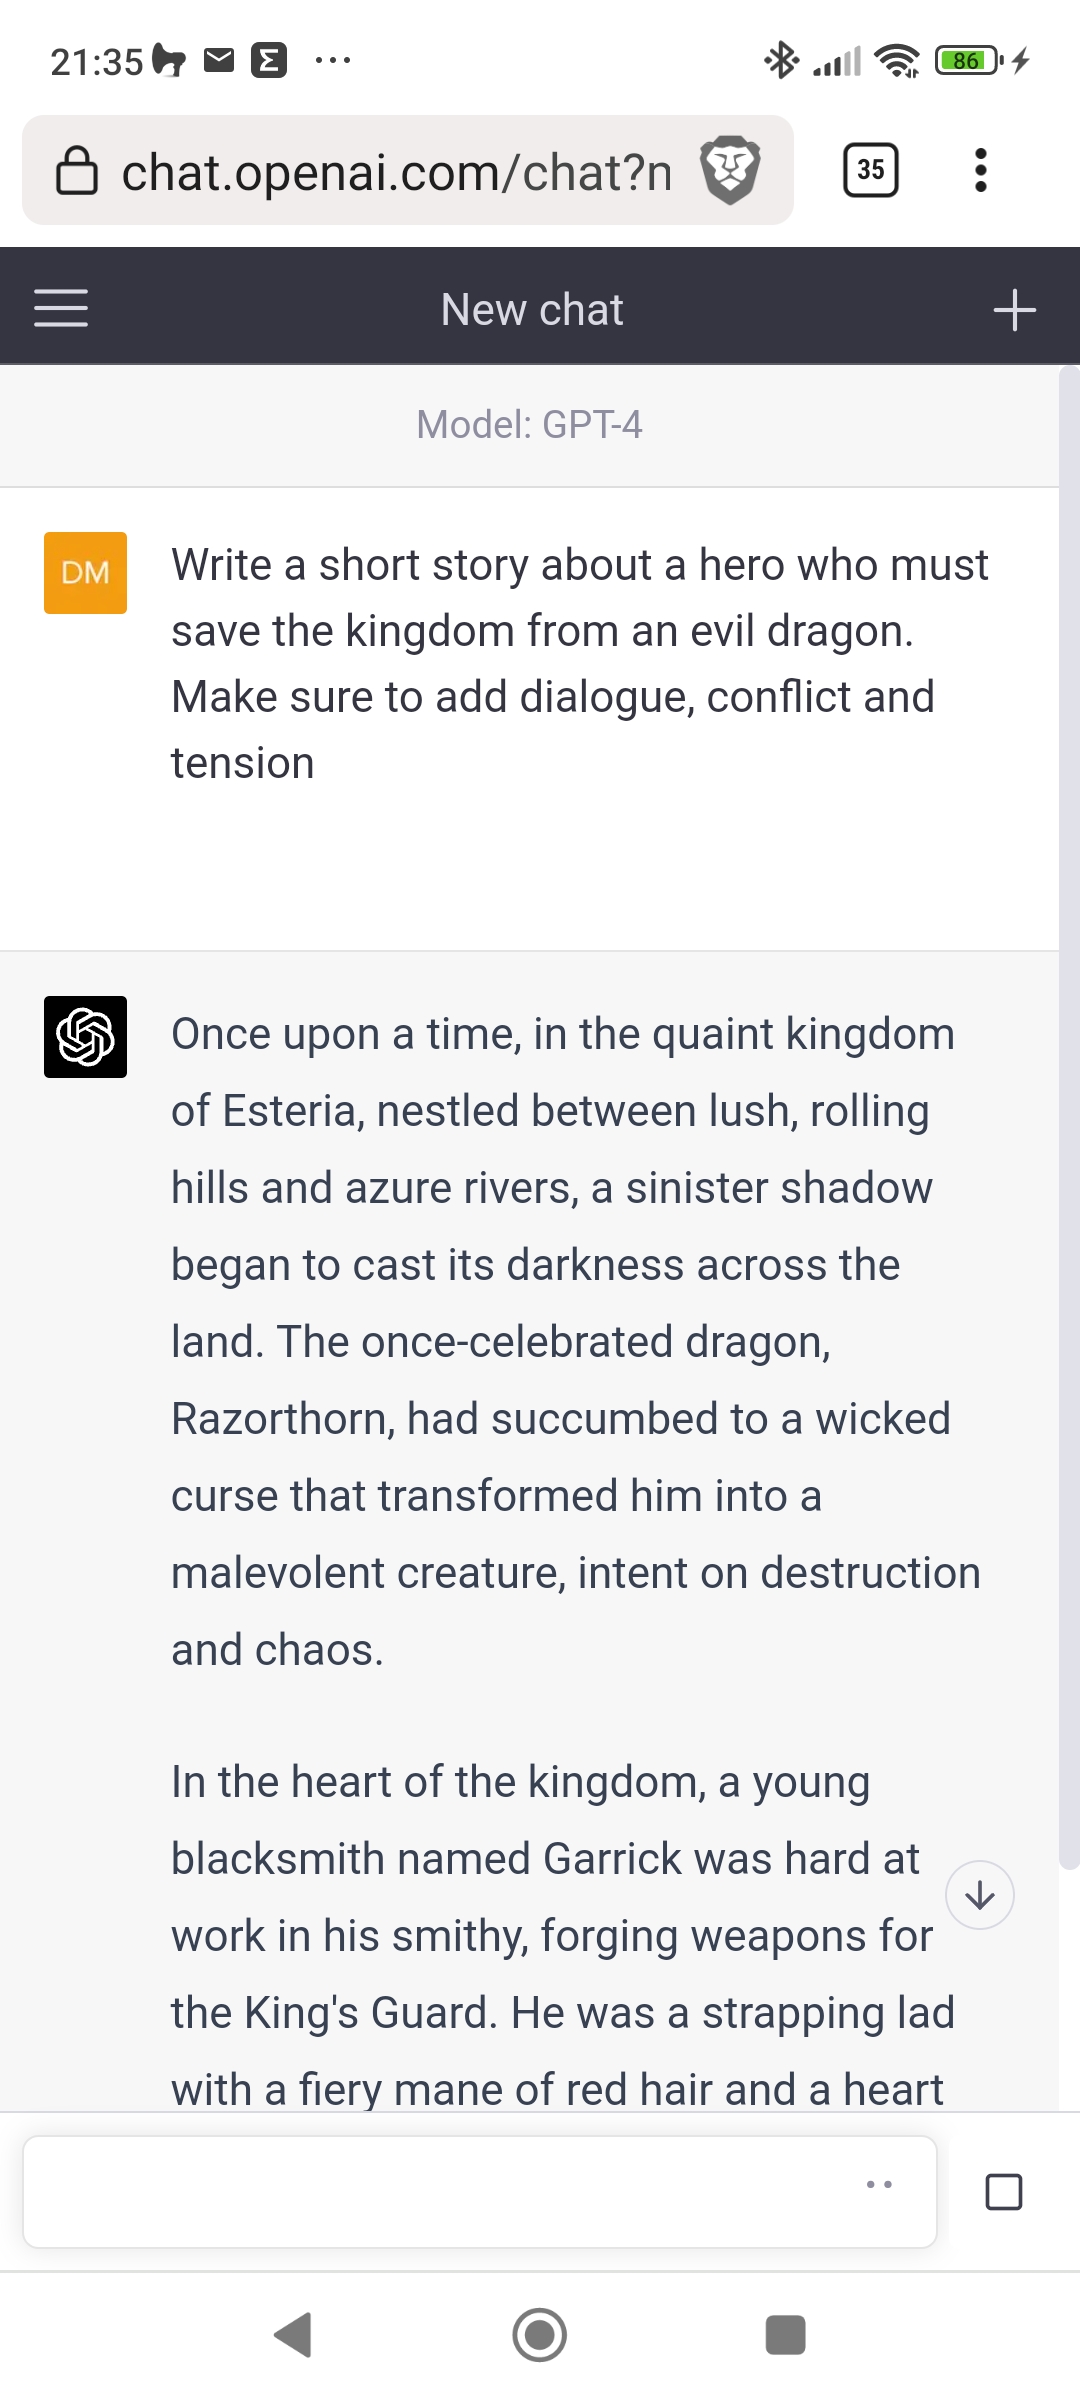 21:35
86
chat.openai.com/chat?n
35
New chat
Model: GPT-4
DM
Write a short story about a hero who must
save the kingdom from an evil dragon.
Make sure to add dialogue, conflict and
tension
Once upon a time, in the quaint kingdom
of Esteria, nestled between lush, rolling
hills and azure rivers, a sinister shadow
began to cast its darkness across the
land. The once-celebrated dragon,
Razorthorn, had succumbed to a wicked
curse that transformed him into a
malevolent creature, intent on destruction
and chaos.
In the heart of the kingdom, a young
blacksmith named Garrick was hard at
work in his smithy, forging weapons for
the King's Guard. He was a strapping lad
with a fiery mane of red hair and a heart